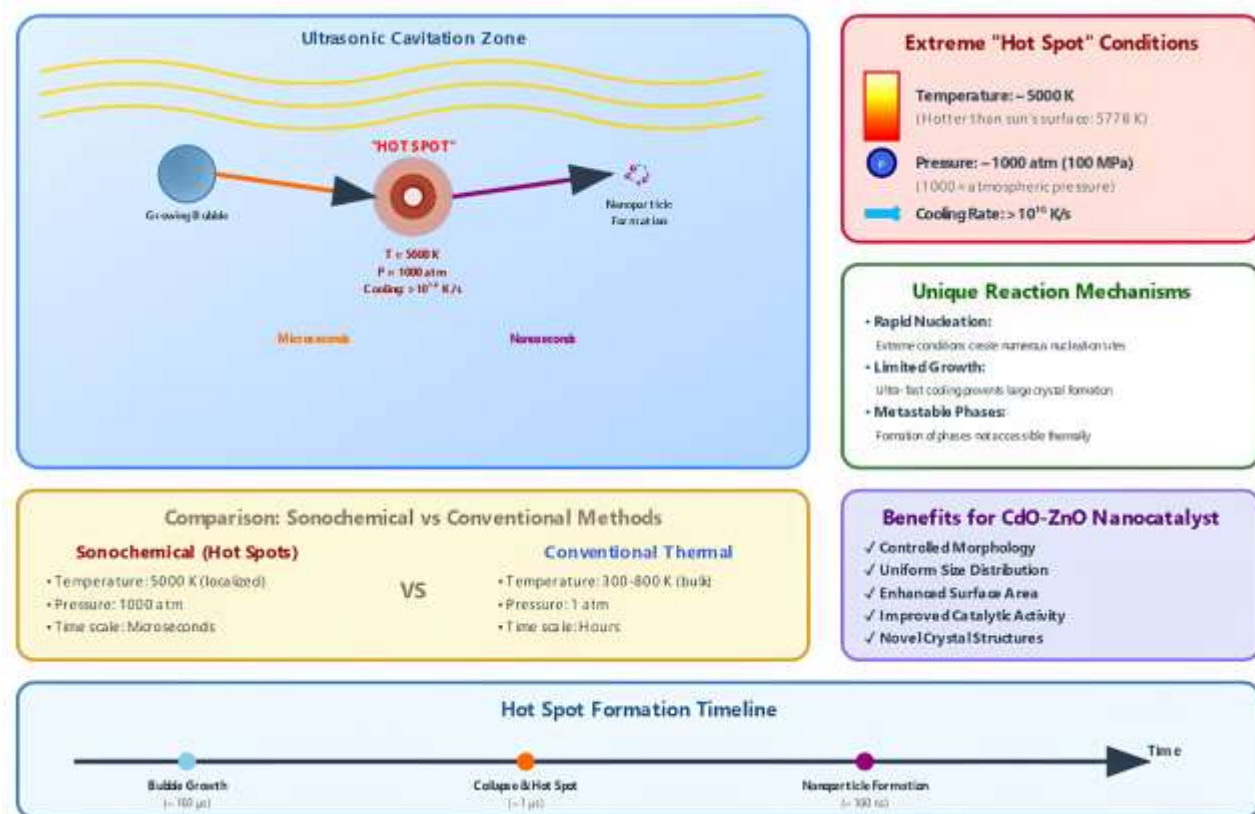 Ultrasonic Cavitation Zone
"HOT SPOT"
Growing Bubble
Nanoparticle
Formation
T ≈ 5000 K
P ≈ 1000 atm
Cooling: > 10¹⁰ K/s
Microseconds
Nanoseconds
Extreme "Hot Spot" Conditions
Temperature: ~5000 K
(Hotter than sun's surface: 5778 K)
P
Pressure: ~1000 atm (100 MPa)
(1000× atmospheric pressure)
Cooling Rate: > 10¹⁰ K/s
Unique Reaction Mechanisms
• Rapid Nucleation:
Extreme conditions create numerous nucleation sites
• Limited Growth:
Ultra-fast cooling prevents large crystal formation
• Metastable Phases:
Formation of phases not accessible thermally
Comparison: Sonochemical vs Conventional Methods
Sonochemical (Hot Spots)
• Temperature: 5000 K (localized)
• Pressure: 1000 atm
• Time scale: Microseconds
VS
Conventional Thermal
• Temperature: 300-800 K (bulk)
• Pressure: 1 atm
• Time scale: Hours
Benefits for CdO-ZnO Nanocatalyst
✓ Controlled Morphology
✓ Uniform Size Distribution
✓ Enhanced Surface Area
✓ Improved Catalytic Activity
✓ Novel Crystal Structures
Hot Spot Formation Timeline
Time
Bubble Growth
(~100 μs)
Collapse & Hot Spot
(~1 μs)
Nanoparticle Formation
(~100 ns)